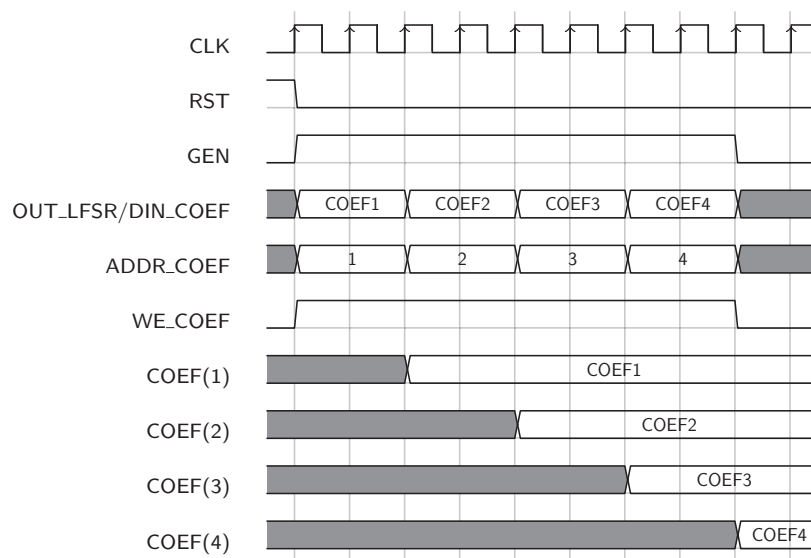 CLK
RST
GEN
OUT_LFSR/DIN_COEF COEF1 COEF2 COEF3 COEF4
ADDR_COEF 1 2 3 4
WE_COEF
COEF(1) COEF1
COEF(2) COEF2
COEF(3) COEF3
COEF(4) COEF4